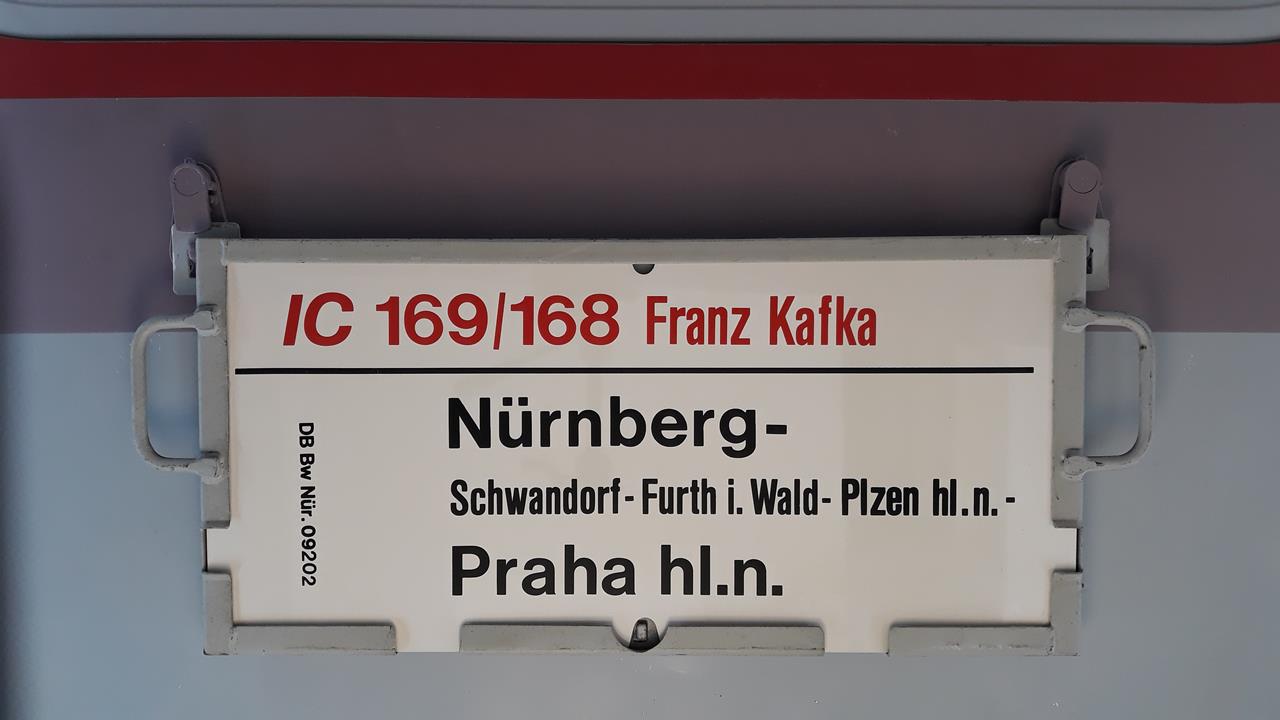 IC 169/168 Franz Kafka
Nürnberg-
Schwandorf - Furth i. Wald - Plzen hl.n. -
Praha hl.n.
DB Bw Nür. 09202